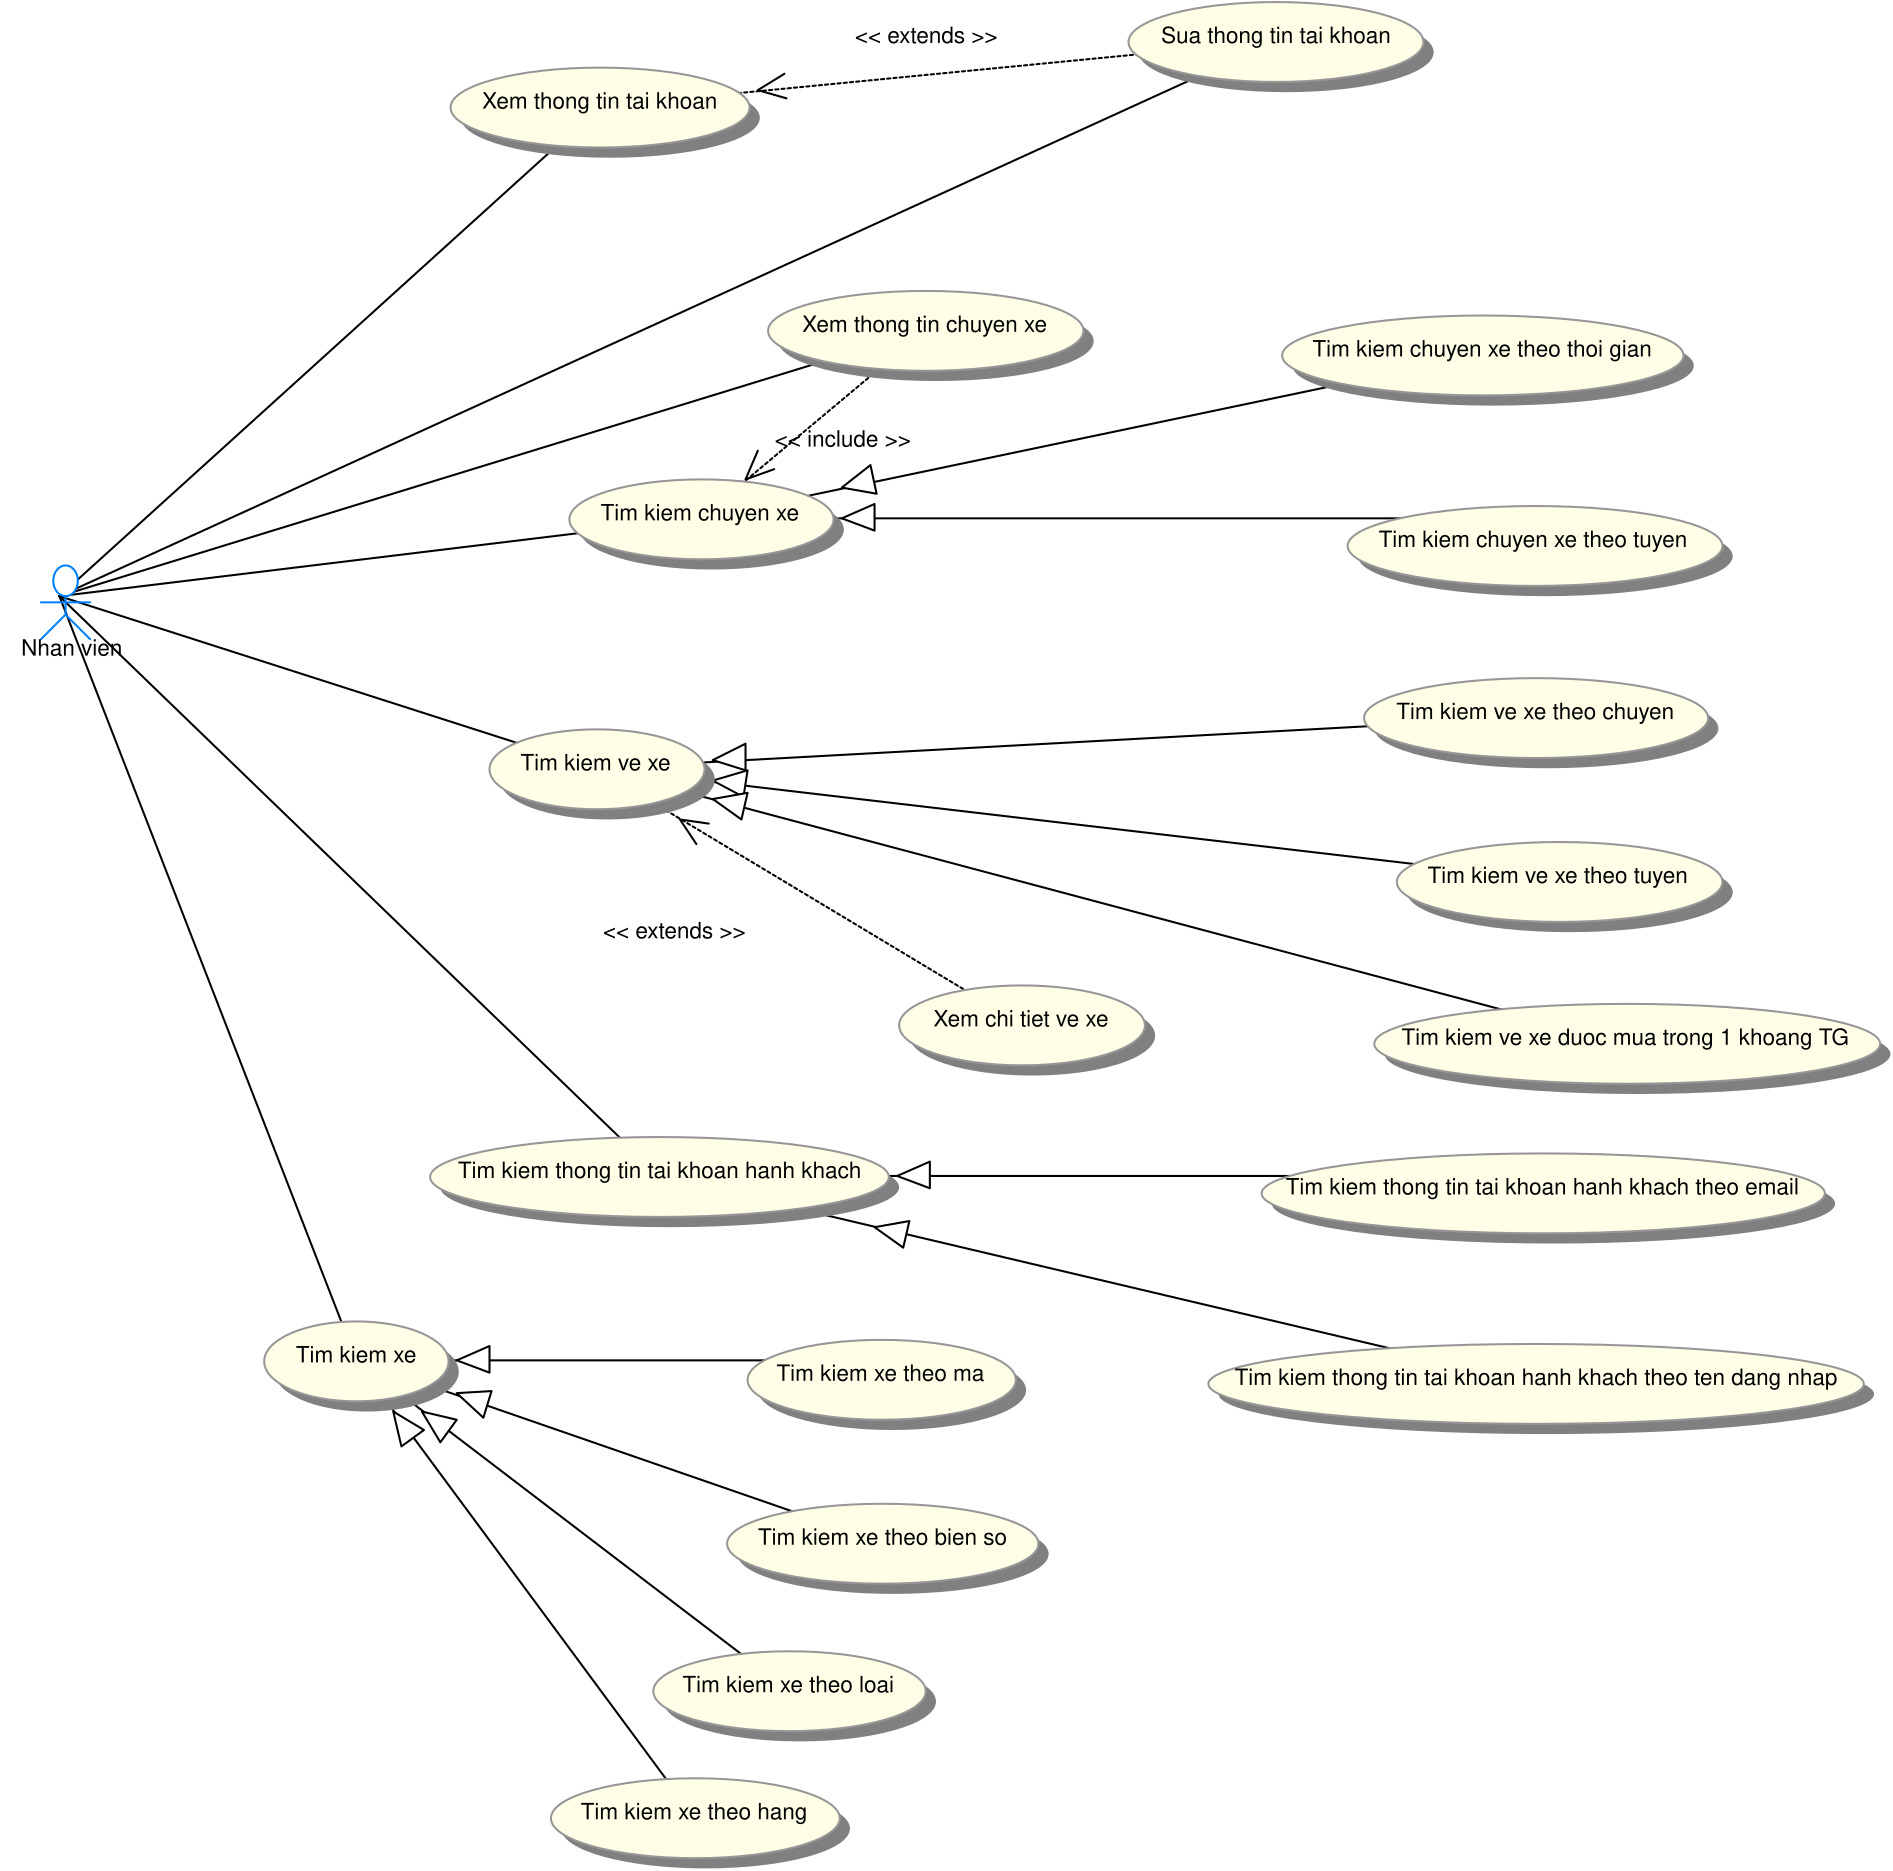 << extends >>
Sua thong tin tai khoan
Xem thong tin tai khoan
Xem thong tin chuyen xe
Tim kiem chuyen xe theo thoi gian
<< include >>
Tim kiem chuyen xe
Tim kiem chuyen xe theo tuyen
Nhan vien
Tim kiem ve xe theo chuyen
Tim kiem ve xe
Tim kiem ve xe theo tuyen
<< extends >>
Xem chi tiet ve xe
Tim kiem ve xe duoc mua trong 1 khoang TG
Tim kiem thong tin tai khoan hanh khach
Tim kiem thong tin tai khoan hanh khach theo email
Tim kiem xe
Tim kiem xe theo ma
Tim kiem thong tin tai khoan hanh khach theo ten dang nhap
Tim kiem xe theo bien so
Tim kiem xe theo loai
Tim kiem xe theo hang